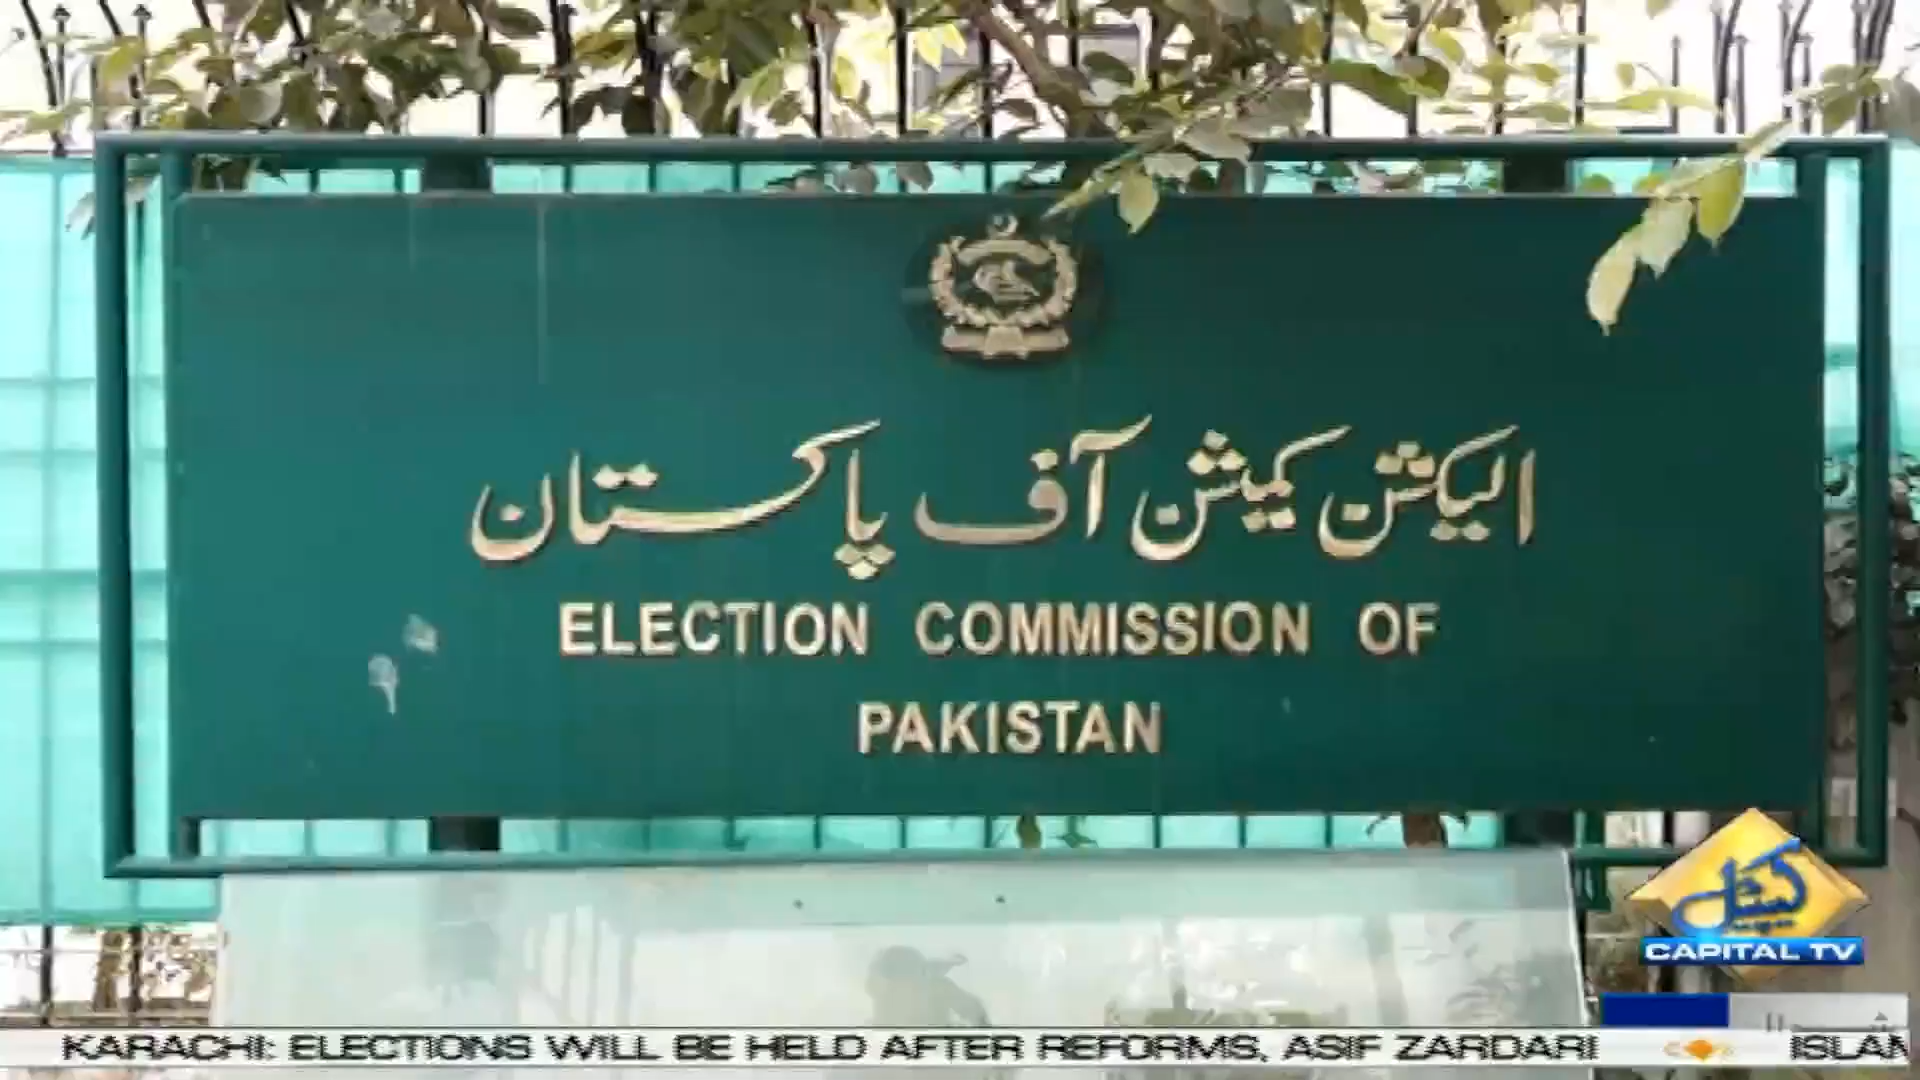 الیکشن کمیشن آف پاکستان
ELECTION COMMISSION OF
PAKISTAN
کیپیٹل
CAPITAL TV
KARACHI: ELECTIONS WILL BE HELD AFTER REFORMS, ASIF ZARDARI